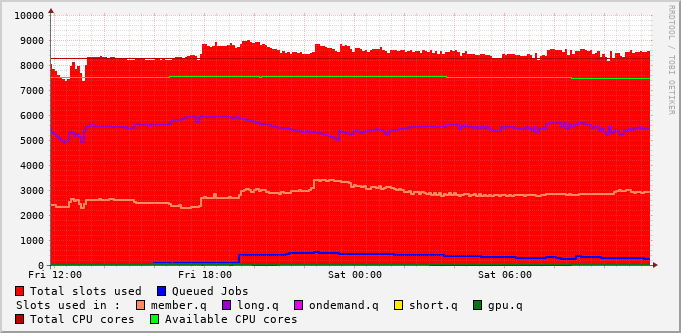 RRDTOOL / TOBI OETIKER
10000
9000
8000
7000
6000
5000
4000
3000
2000
1000
0
Fri 12:00 Fri 18:00 Sat 00:00 Sat 06:00
Total slots used Queued Jobs
Slots used in : member.q long.q ondemand.q short.q gpu.q
Total CPU cores Available CPU cores